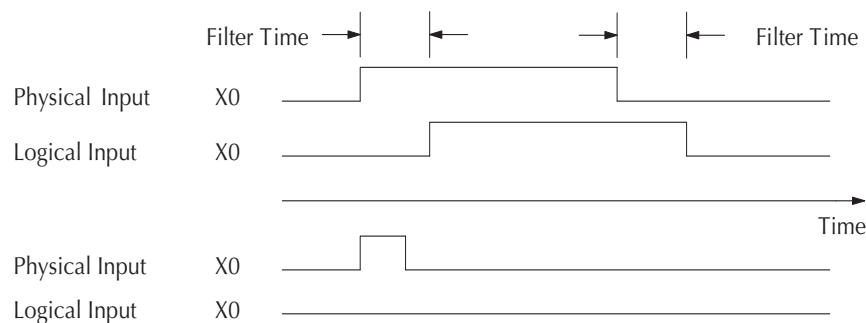 Filter Time Filter Time
Physical Input X0
Logical Input X0
Time
Physical Input X0
Logical Input X0